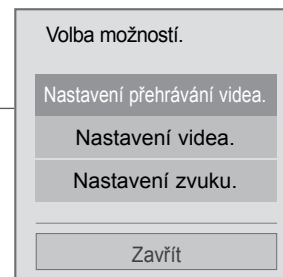 Volba možností.
Nastavení přehrávání videa.
Nastavení videa.
Nastavení zvuku.
Zavřít